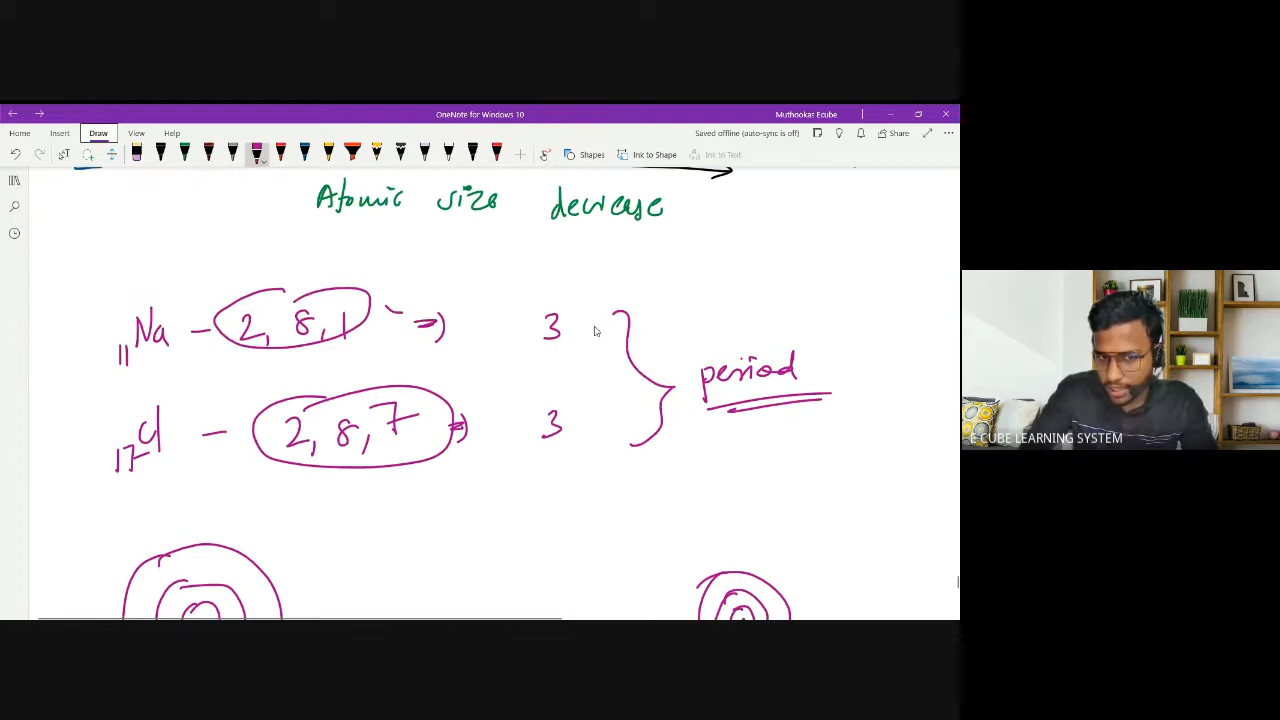 OneNote for Windows 10
Muthookas Ecube
Home Insert Draw View Help
Saved offline (auto-sync is off)
Share
Shapes
Ink to Shape
Ink to Text
Atomic size decrease
11Na - 2, 8, 1 => 3
period
17Cl - 2, 8, 7 => 3
E CUBE LEARNING SYSTEM